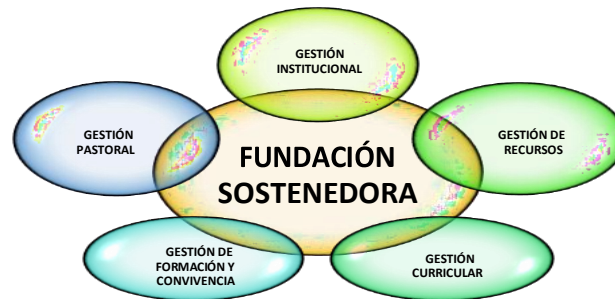 GESTIÓN
INSTITUCIONAL
GESTIÓN
PASTORAL
FUNDACIÓN
SOSTENEDORA
GESTIÓN DE
RECURSOS
GESTIÓN DE
FORMACIÓN Y
CONVIVENCIA
GESTIÓN
CURRICULAR